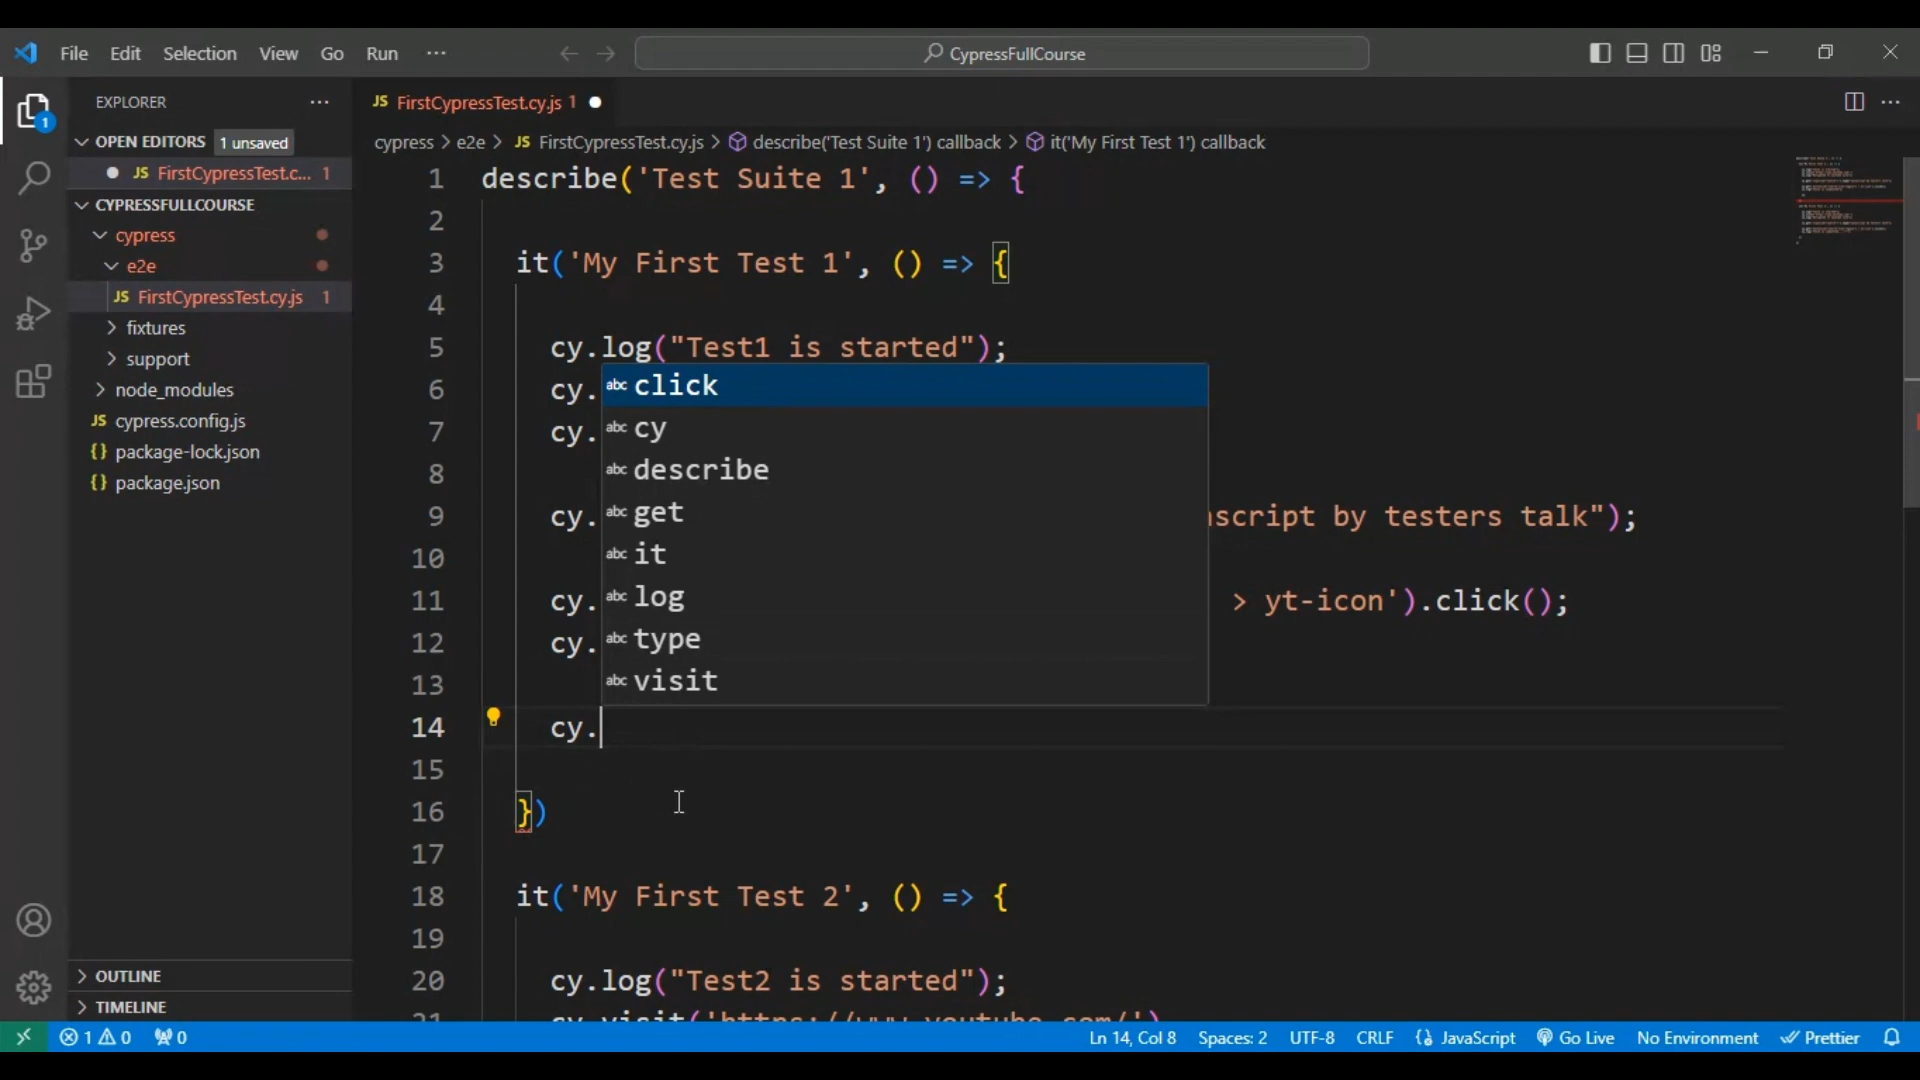 File Edit Selection View Go Run ··· CypressFullCourse
EXPLORER ···
OPEN EDITORS 1 unsaved
JS FirstCypressTest.c... 1
CYPRESSFULLCOURSE
cypress
e2e
JS FirstCypressTest.cy.js 1
fixtures
support
node_modules
JS cypress.config.js
{} package-lock.json
{} package.json
OUTLINE
TIMELINE
JS FirstCypressTest.cy.js 1
cypress > e2e > JS FirstCypressTest.cy.js > describe('Test Suite 1') callback > it('My First Test 1') callback
1 describe('Test Suite 1', () => {
2
3 it('My First Test 1', () => {
4
5 cy.log("Test1 is started");
6 cy.
7 cy.
8
9 cy. script by testers talk");
10
11 cy. > yt-icon').click();
12 cy.
13
14 cy.
15
16 })
17
18 it('My First Test 2', () => {
19
20 cy.log("Test2 is started");
21 cy.visit('https://www.youtube.com/')
abc click
abc cy
abc describe
abc get
abc it
abc log
abc type
abc visit
1 0 0 Ln 14, Col 8 Spaces: 2 UTF-8 CRLF {} JavaScript Go Live No Environment Prettier